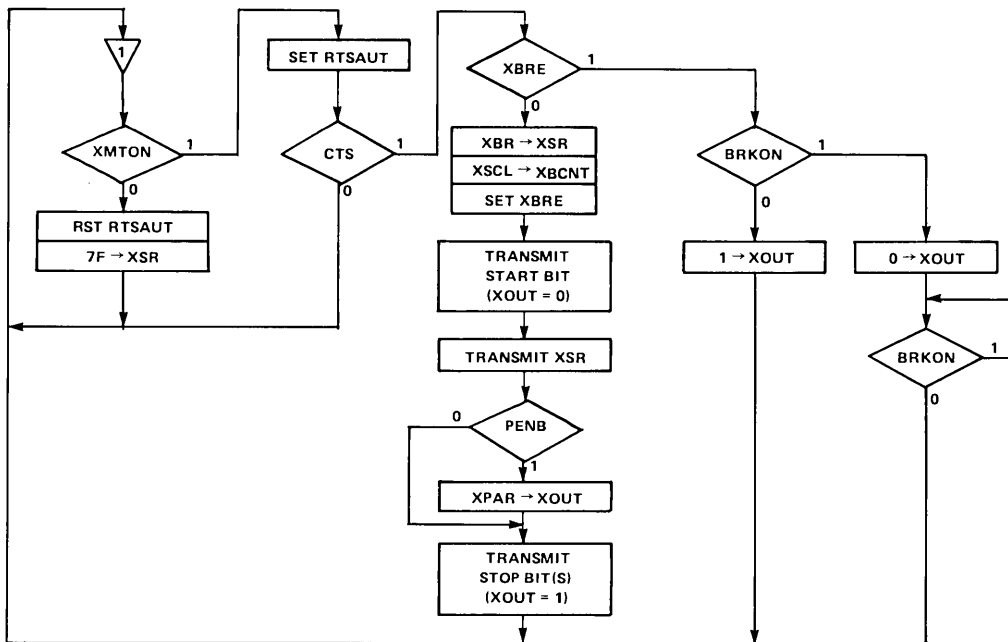 1
XMTON
1
0
RST RTSAUT
7F → XSR
SET RTSAUT
CTS
1
0
XBRE
1
0
XBR → XSR
XSCL → XBCNT
SET XBRE
TRANSMIT
START BIT
(XOUT = 0)
TRANSMIT XSR
PENB
0
1
XPAR → XOUT
TRANSMIT
STOP BIT(S)
(XOUT = 1)
BRKON
1
0
1 → XOUT
0 → XOUT
BRKON
1
0